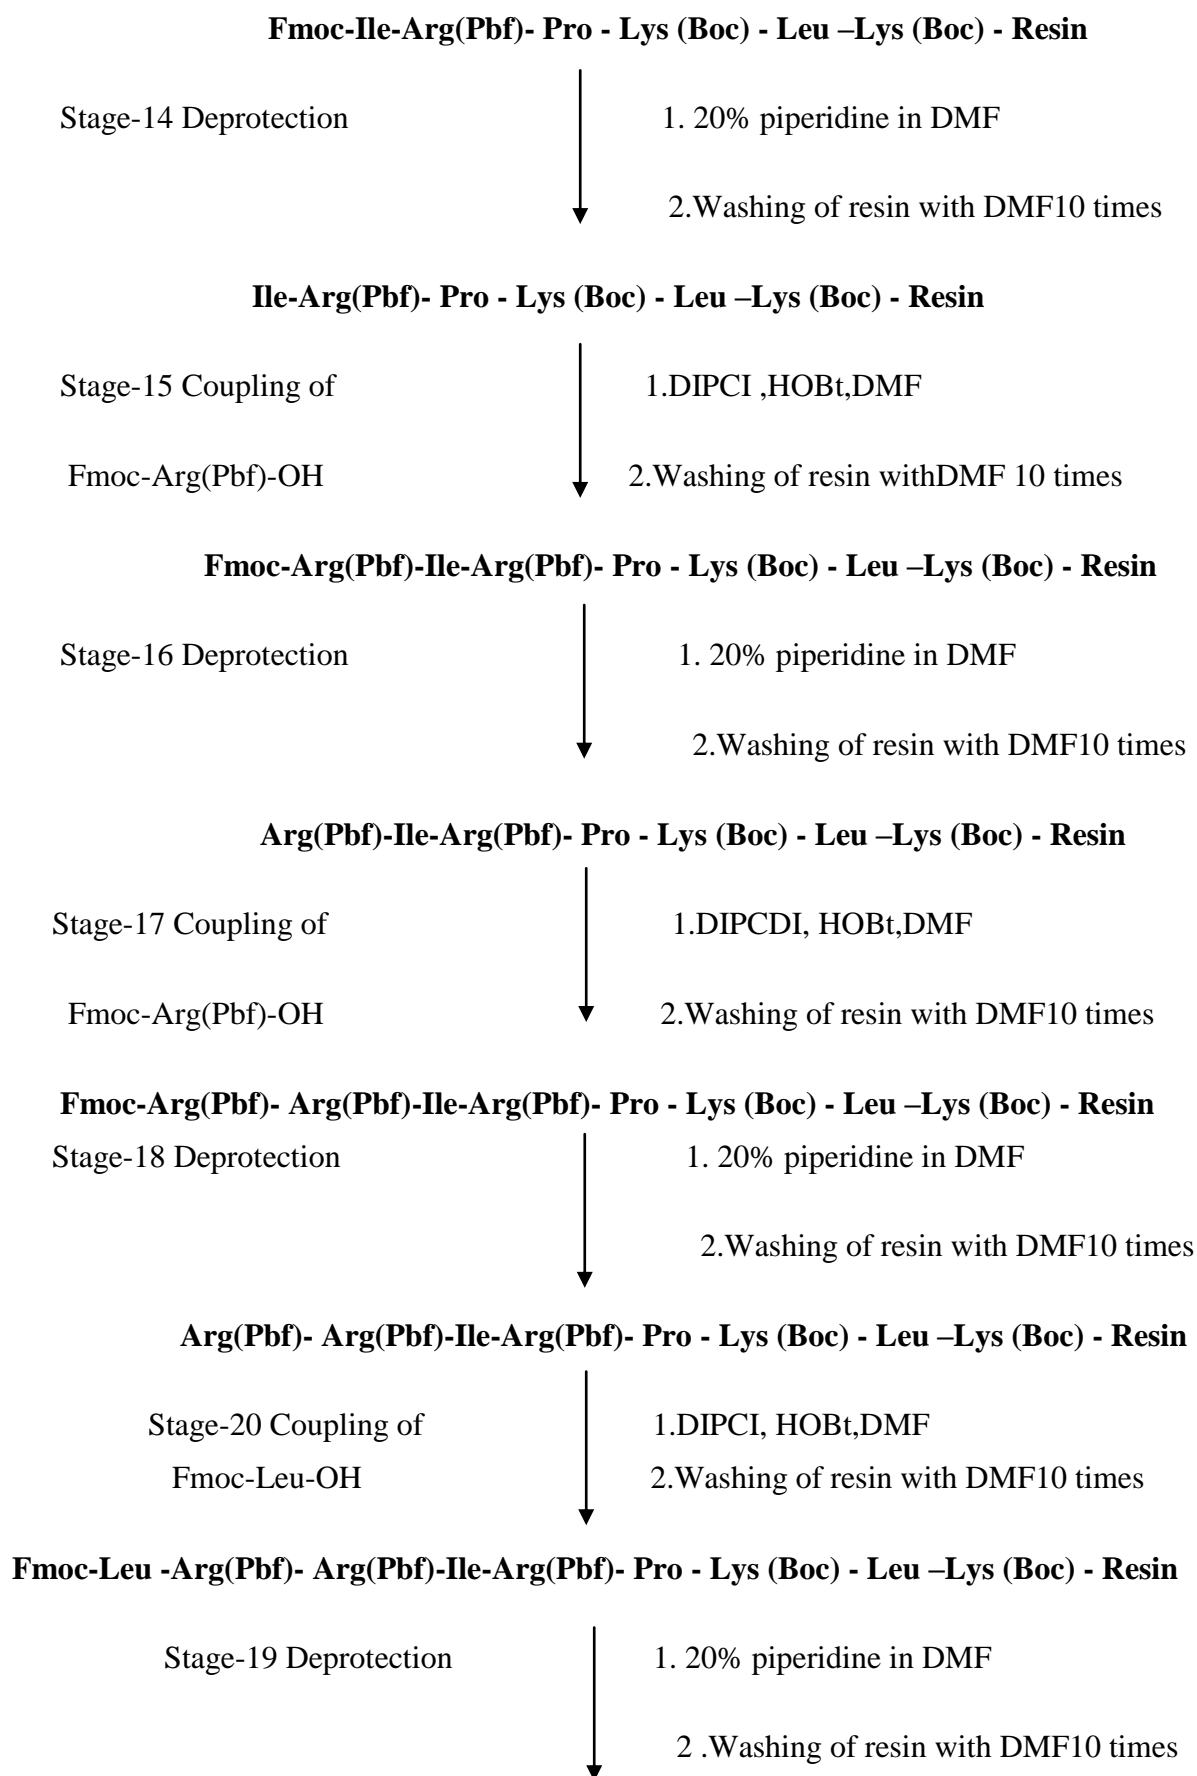 Fmoc-Ile-Arg(Pbf)- Pro - Lys (Boc) - Leu –Lys (Boc) - Resin
Stage-14 Deprotection 1. 20% piperidine in DMF
2.Washing of resin with DMF10 times
Ile-Arg(Pbf)- Pro - Lys (Boc) - Leu –Lys (Boc) - Resin
Stage-15 Coupling of 1.DIPCI ,HOBt,DMF
Fmoc-Arg(Pbf)-OH 2.Washing of resin withDMF 10 times
Fmoc-Arg(Pbf)-Ile-Arg(Pbf)- Pro - Lys (Boc) - Leu –Lys (Boc) - Resin
Stage-16 Deprotection 1. 20% piperidine in DMF
2.Washing of resin with DMF10 times
Arg(Pbf)-Ile-Arg(Pbf)- Pro - Lys (Boc) - Leu –Lys (Boc) - Resin
Stage-17 Coupling of 1.DIPCDI, HOBt,DMF
Fmoc-Arg(Pbf)-OH 2.Washing of resin with DMF10 times
Fmoc-Arg(Pbf)- Arg(Pbf)-Ile-Arg(Pbf)- Pro - Lys (Boc) - Leu –Lys (Boc) - Resin
Stage-18 Deprotection 1. 20% piperidine in DMF
2.Washing of resin with DMF10 times
Arg(Pbf)- Arg(Pbf)-Ile-Arg(Pbf)- Pro - Lys (Boc) - Leu –Lys (Boc) - Resin
Stage-20 Coupling of 1.DIPCI, HOBt,DMF
Fmoc-Leu-OH 2.Washing of resin with DMF10 times
Fmoc-Leu -Arg(Pbf)- Arg(Pbf)-Ile-Arg(Pbf)- Pro - Lys (Boc) - Leu –Lys (Boc) - Resin
Stage-19 Deprotection 1. 20% piperidine in DMF
2 .Washing of resin with DMF10 times